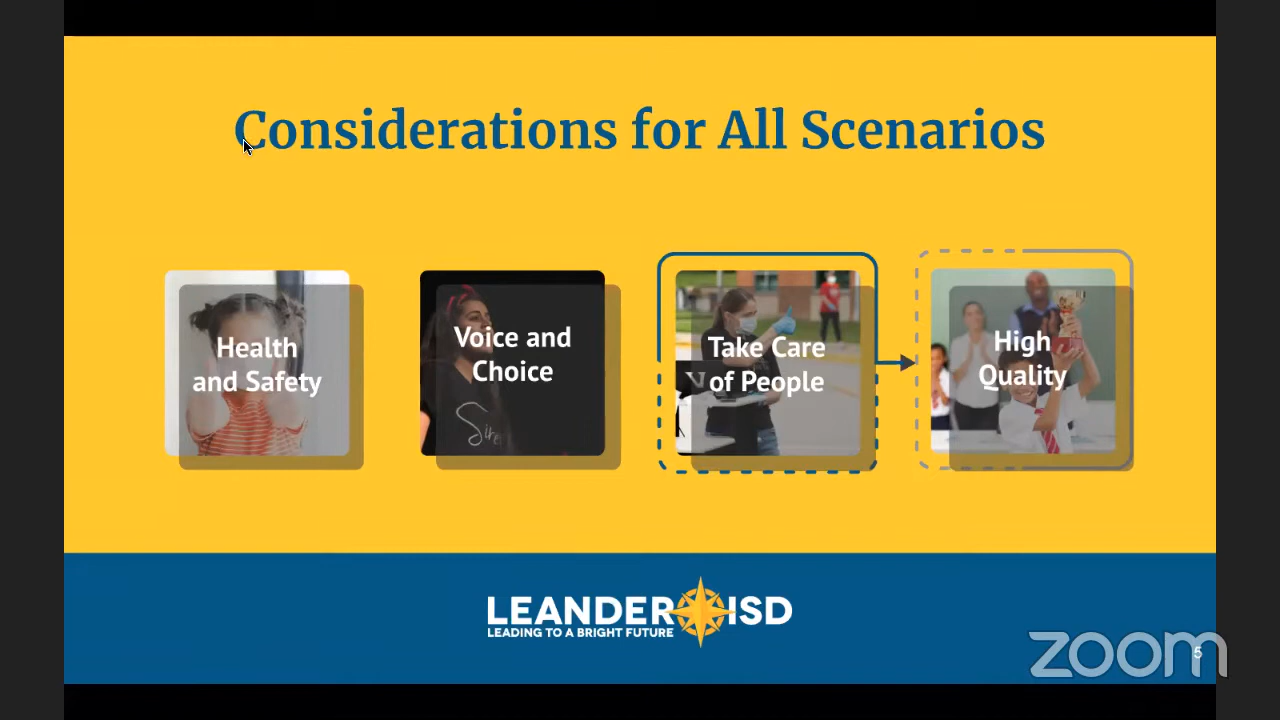 Considerations for All Scenarios
Health
and Safety
Voice and
Choice
Take Care
of People
High
Quality
LEANDER ISD
LEADING TO A BRIGHT FUTURE
zoom
5